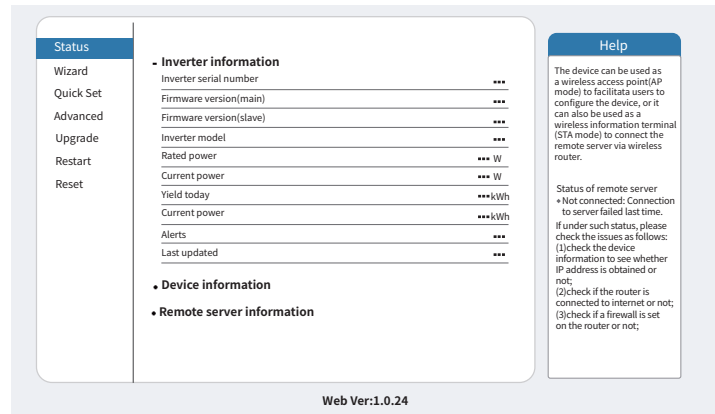 Status
Wizard
Quick Set
Advanced
Upgrade
Restart
Reset
- Inverter information
Inverter serial number ---
Firmware version(main) ---
Firmware version(slave) ---
Inverter model ---
Rated power --- W
Current power --- W
Yield today ---kWh
Current power ---kWh
Alerts ---
Last updated ---
• Device information
• Remote server information
Help
The device can be used as
a wireless access point(AP
mode) to facilitata users to
configure the device, or it
can also be used as a
wireless information terminal
(STA mode) to connect the
remote server via wireless
router.
Status of remote server
*Not connected: Connection
to server failed last time.
If under such status, please
check the issues as follows:
(1)check the device
information to see whether
IP address is obtained or
not;
(2)check if the router is
connected to internet or not;
(3)check if a firewall is set
on the router or not;
Web Ver:1.0.24